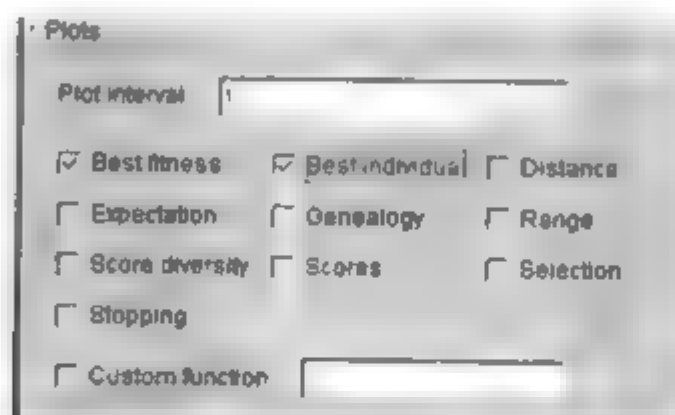 Plots
Plot interval 1
Best fitness Best individual Distance
Expectation Genealogy Range
Score diversity Scores Selection
Stopping
Custom function